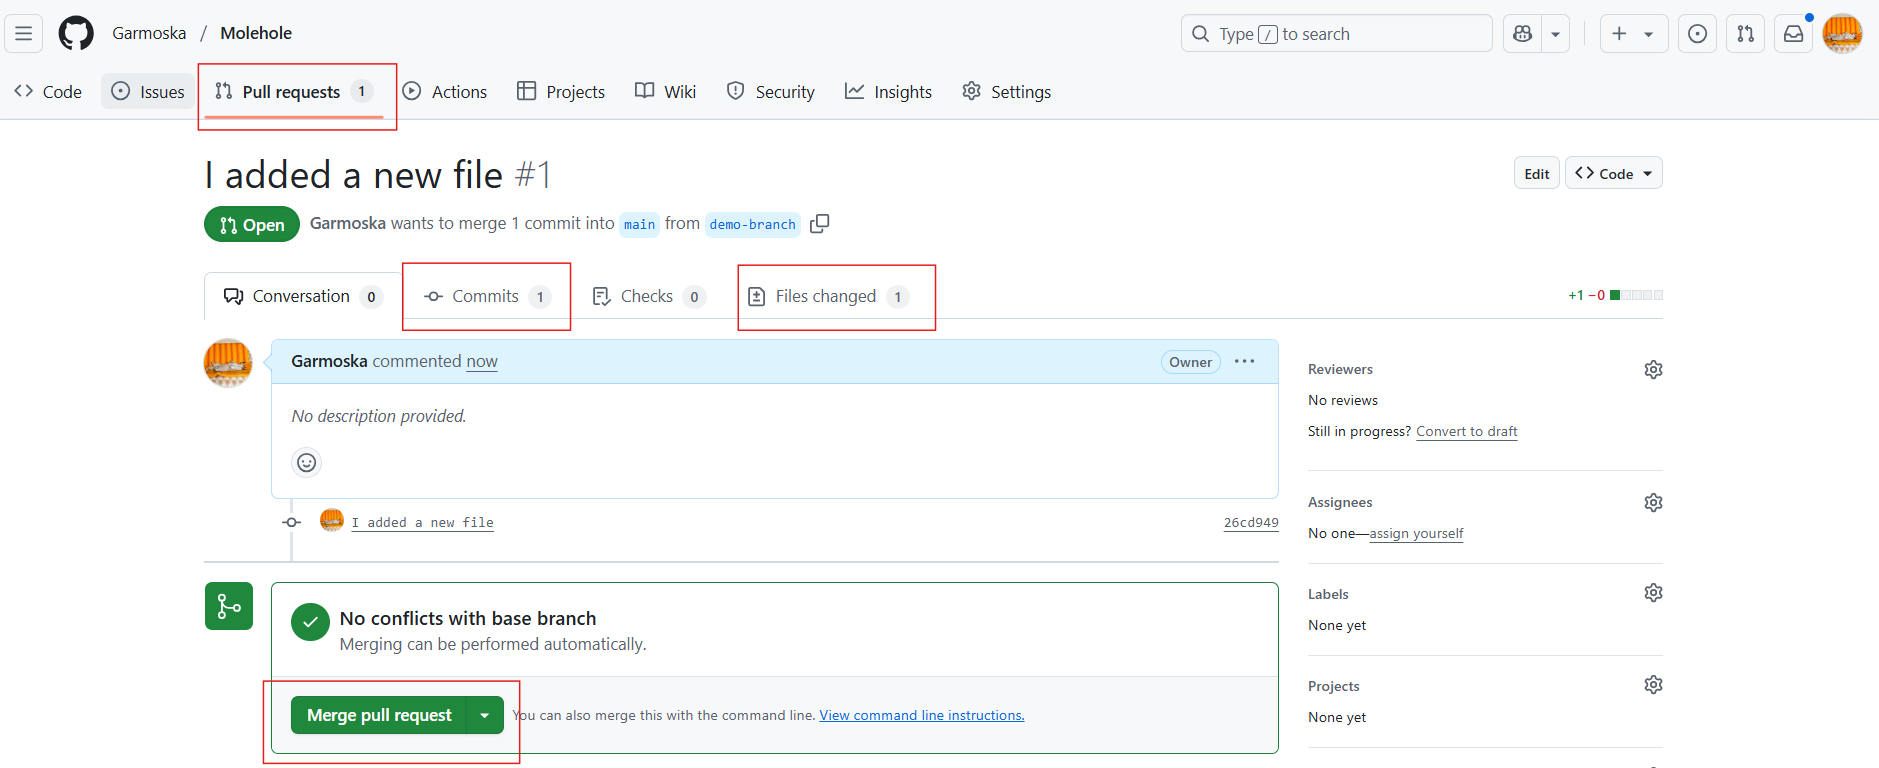 Garmoska / Molehole
Type / to search
Code
Issues
Pull requests 1
Actions
Projects
Wiki
Security
Insights
Settings
I added a new file #1
Edit
Code
Open
Garmoska wants to merge 1 commit into main from demo-branch
Conversation 0
Commits 1
Checks 0
Files changed 1
+1 −0
Garmoska commented now
Owner
No description provided.
I added a new file
26cd949
No conflicts with base branch
Merging can be performed automatically.
Merge pull request
You can also merge this with the command line. View command line instructions.
Reviewers
No reviews
Still in progress? Convert to draft
Assignees
No one—assign yourself
Labels
None yet
Projects
None yet